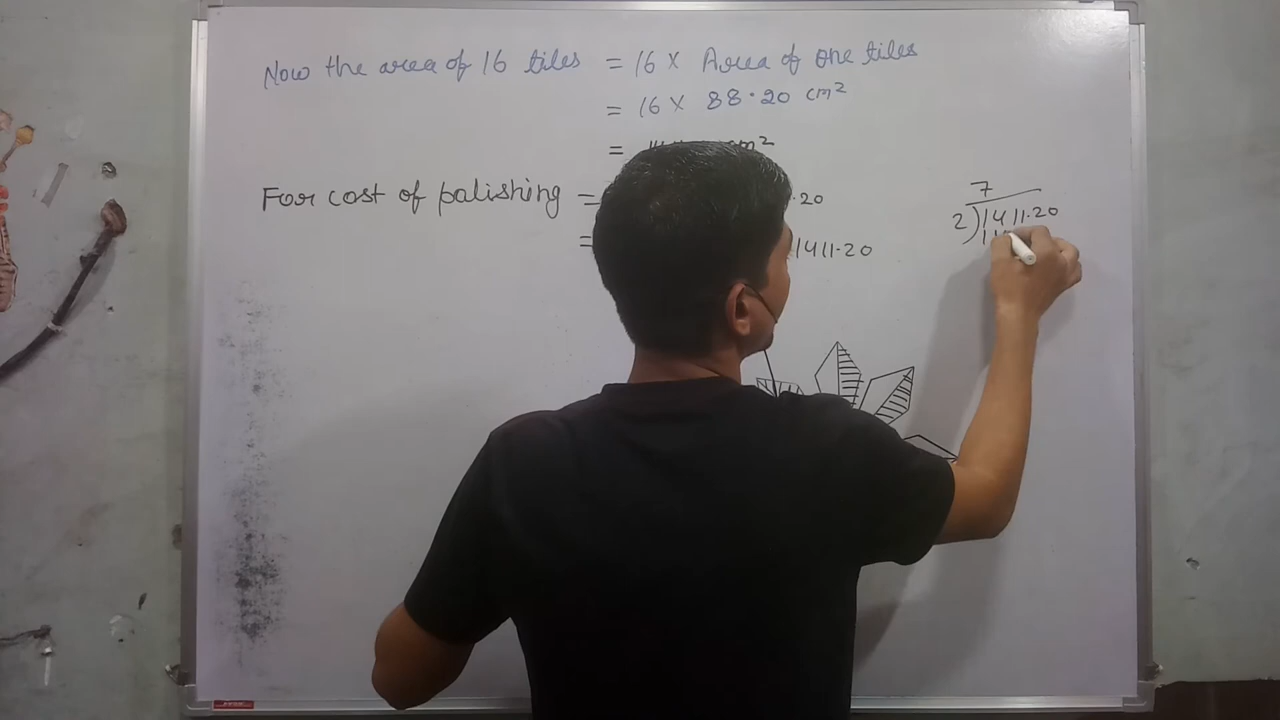 Now the area of 16 tiles = 16 x Area of one tiles
= 16 x 88.20 cm²
= cm²
For cost of palishing = .20
= 1411.20
7
2)1411.20